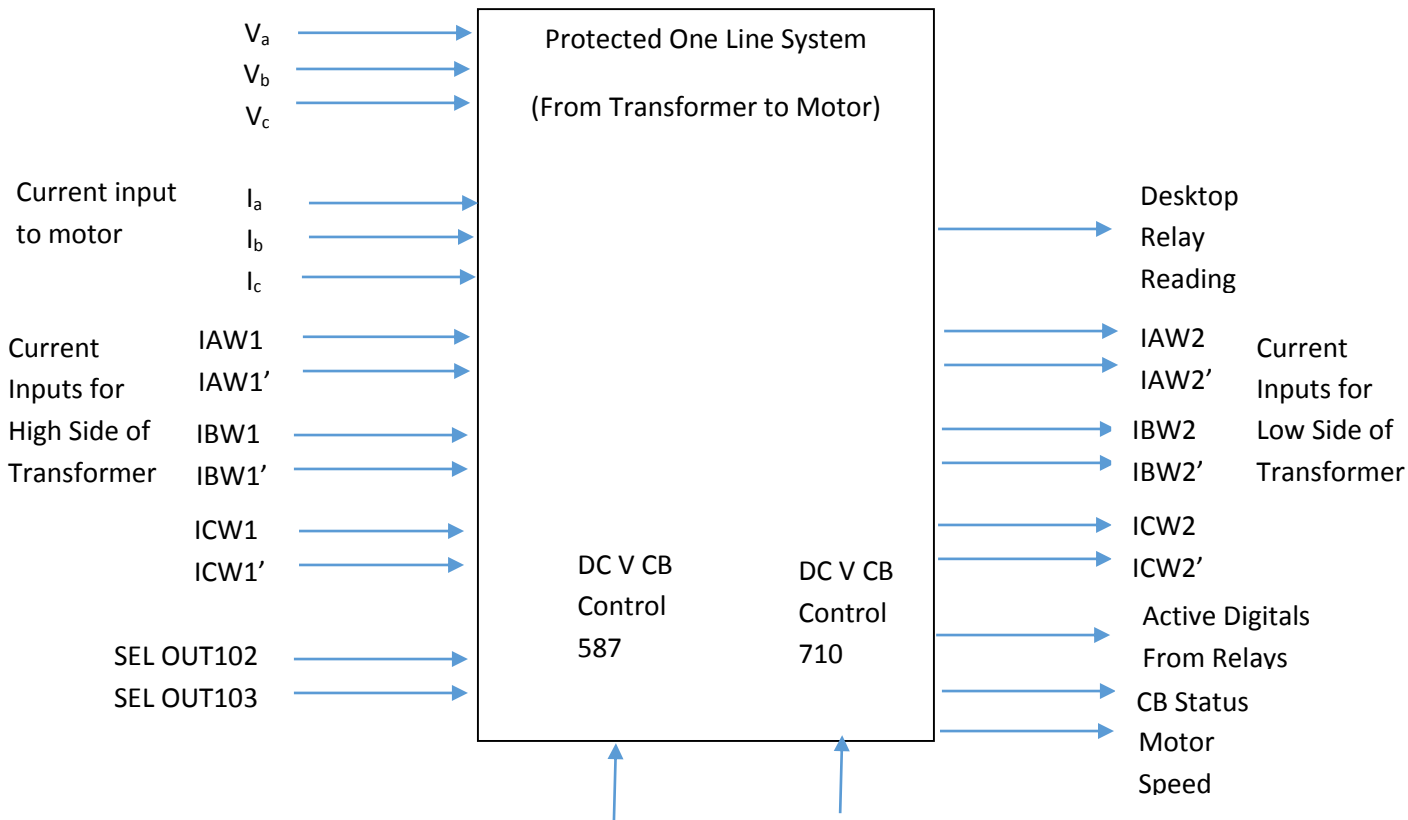 Protected One Line System
(From Transformer to Motor)
Va
Vb
Vc
Current input
to motor
Ia
Ib
Ic
Current
Inputs for
High Side of
Transformer
IAW1
IAW1’
IBW1
IBW1’
ICW1
ICW1’
SEL OUT102
SEL OUT103
DC V CB
Control
587
DC V CB
Control
710
Desktop
Relay
Reading
IAW2
IAW2’
IBW2
IBW2’
ICW2
ICW2’
Current
Inputs for
Low Side of
Transformer
Active Digitals
From Relays
CB Status
Motor
Speed